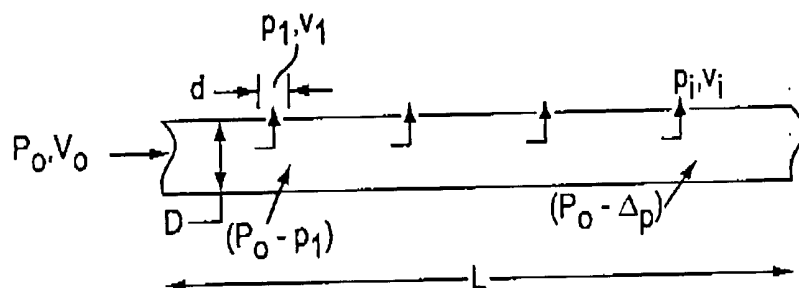 p₁,v₁
d
pᵢ,vᵢ
P₀,V₀
D
(P₀ - p₁)
(P₀ - Δp)
L